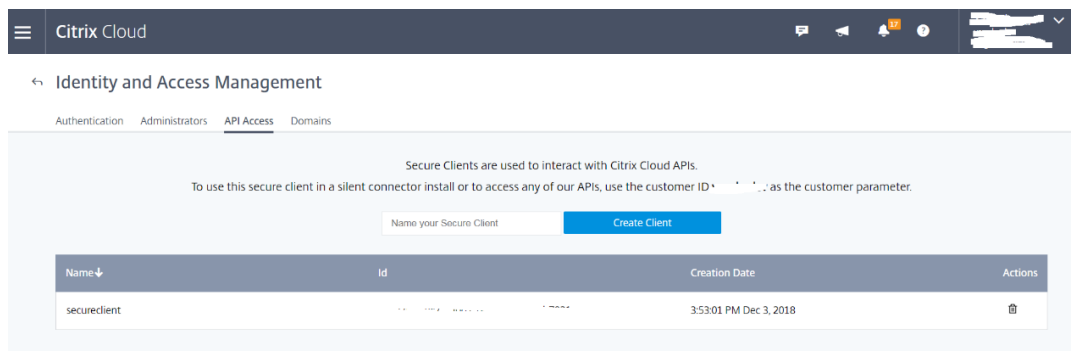 Citrix Cloud
17
Identity and Access Management
Authentication Administrators API Access Domains
Secure Clients are used to interact with Citrix Cloud APIs.
To use this secure client in a silent connector install or to access any of our APIs, use the customer ID as the customer parameter.
Name your Secure Client Create Client
Name Id Creation Date Actions
secureclient 3:53:01 PM Dec 3, 2018